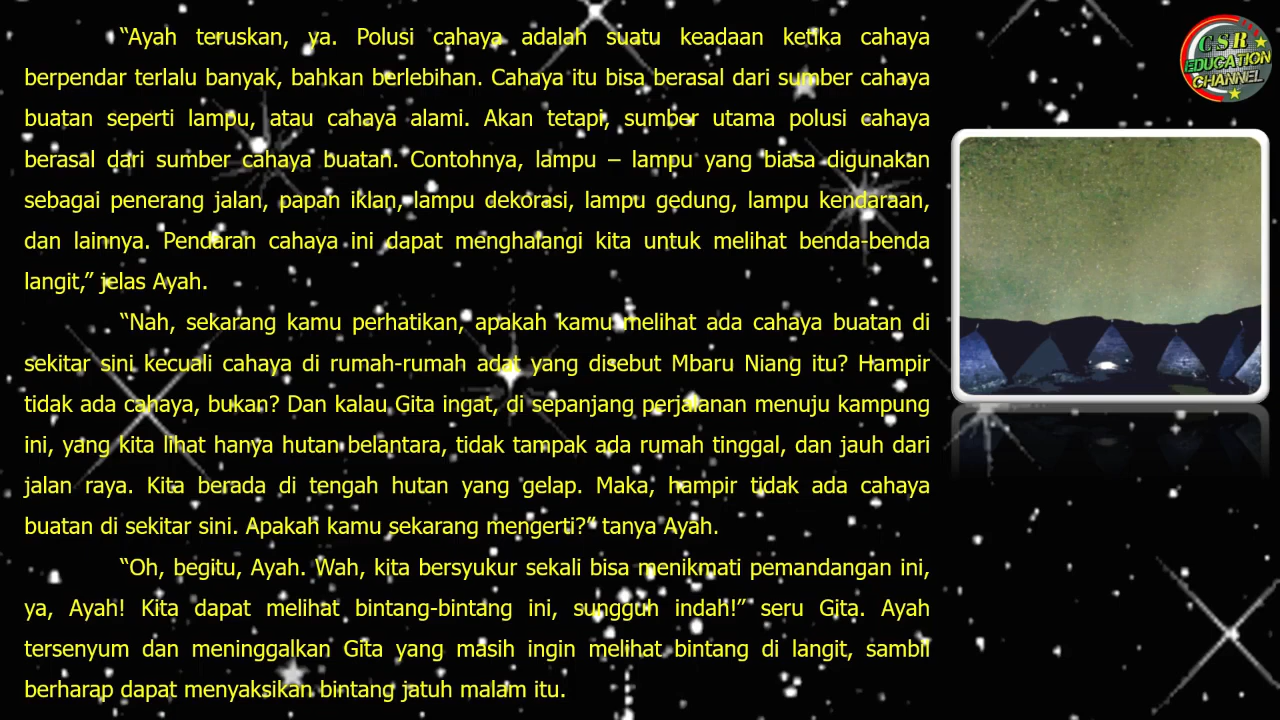 “Ayah teruskan, ya. Polusi cahaya adalah suatu keadaan ketika cahaya
berpendar terlalu banyak, bahkan berlebihan. Cahaya itu bisa berasal dari sumber cahaya
buatan seperti lampu, atau cahaya alami. Akan tetapi, sumber utama polusi cahaya
berasal dari sumber cahaya buatan. Contohnya, lampu – lampu yang biasa digunakan
sebagai penerang jalan, papan iklan, lampu dekorasi, lampu gedung, lampu kendaraan,
dan lainnya. Pendaran cahaya ini dapat menghalangi kita untuk melihat benda-benda
langit,” jelas Ayah.
“Nah, sekarang kamu perhatikan, apakah kamu melihat ada cahaya buatan di
sekitar sini kecuali cahaya di rumah-rumah adat yang disebut Mbaru Niang itu? Hampir
tidak ada cahaya, bukan? Dan kalau Gita ingat, di sepanjang perjalanan menuju kampung
ini, yang kita lihat hanya hutan belantara, tidak tampak ada rumah tinggal, dan jauh dari
jalan raya. Kita berada di tengah hutan yang gelap. Maka, hampir tidak ada cahaya
buatan di sekitar sini. Apakah kamu sekarang mengerti?“ tanya Ayah.
“Oh, begitu, Ayah. Wah, kita bersyukur sekali bisa menikmati pemandangan ini,
ya, Ayah! Kita dapat melihat bintang-bintang ini, sungguh indah!” seru Gita. Ayah
tersenyum dan meninggalkan Gita yang masih ingin melihat bintang di langit, sambil
berharap dapat menyaksikan bintang jatuh malam itu.
CSR
EDUCATION
CHANNEL